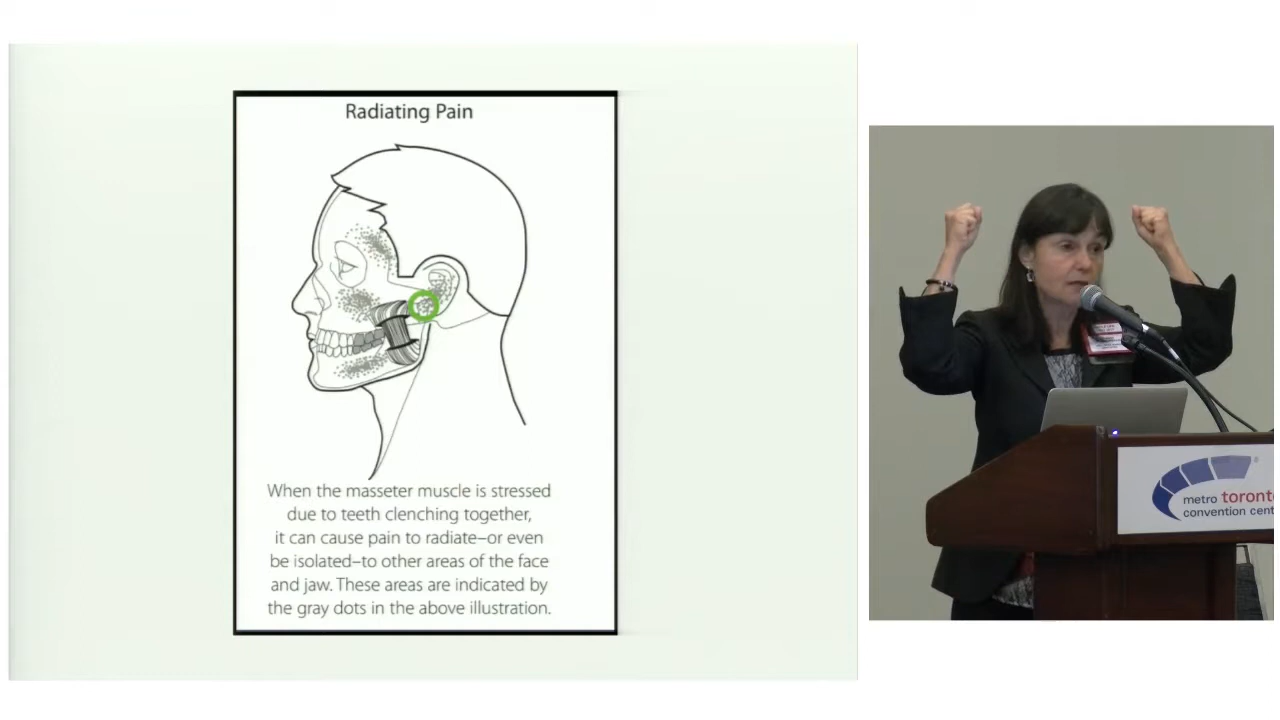 Radiating Pain
When the masseter muscle is stressed
due to teeth clenching together,
it can cause pain to radiate–or even
be isolated–to other areas of the face
and jaw. These areas are indicated by
the gray dots in the above illustration.
metro toronto
convention cent